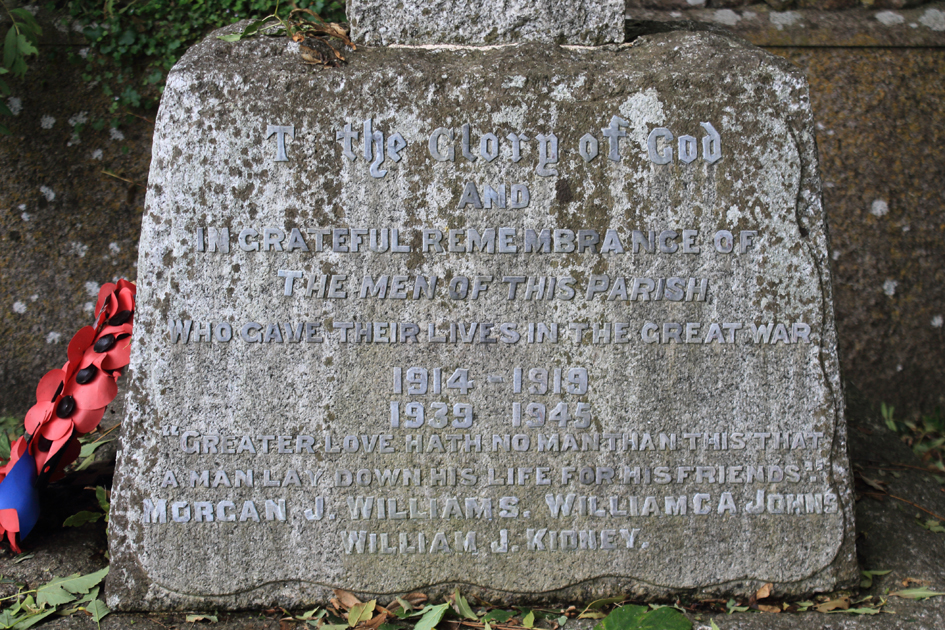 T the Glory of God
AND
IN GRATEFUL REMEMBRANCE OF
THE MEN OF THIS PARISH
WHO GAVE THEIR LIVES IN THE GREAT WAR
1914 - 1919
1939 1945
"GREATER LOVE HATH NO MAN THAN THIS THAT
A MAN LAY DOWN HIS LIFE FOR HIS FRIENDS".
MORGAN J. WILLIAMS. WILLIAM G A JOHNS
WILLIAM J. KIDNEY.